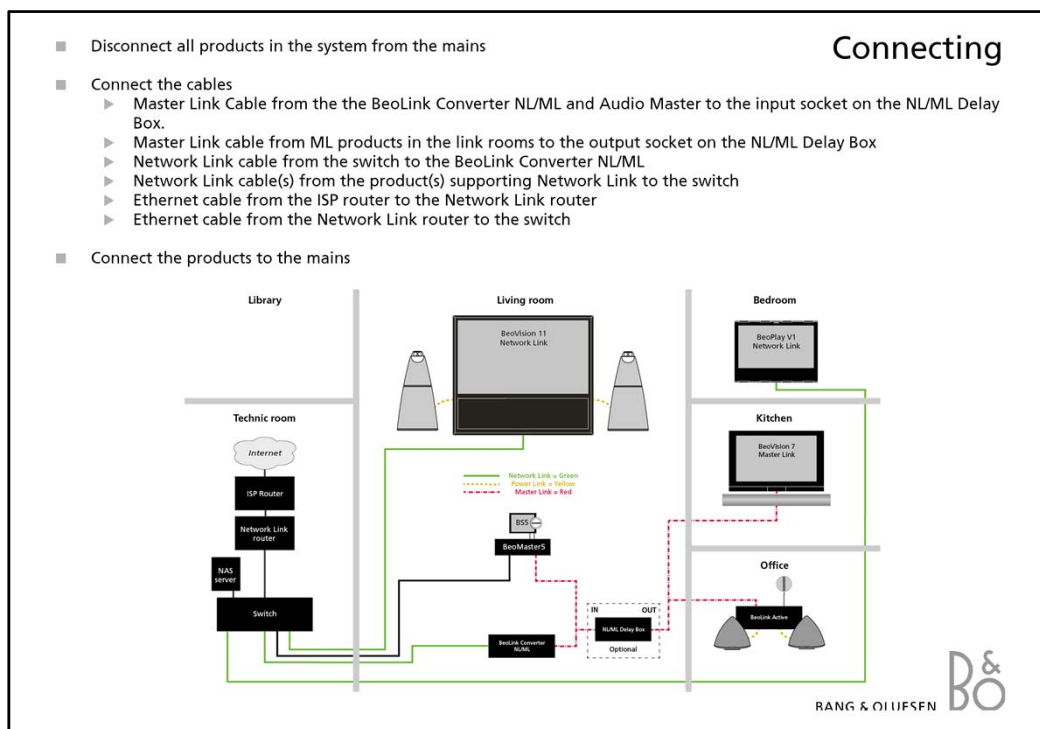 Connecting
Disconnect all products in the system from the mains
Connect the cables
Master Link Cable from the the BeoLink Converter NL/ML and Audio Master to the input socket on the NL/ML Delay
Box.
Master Link cable from ML products in the link rooms to the output socket on the NL/ML Delay Box
Network Link cable from the switch to the BeoLink Converter NL/ML
Network Link cable(s) from the product(s) supporting Network Link to the switch
Ethernet cable from the ISP router to the Network Link router
Ethernet cable from the Network Link router to the switch
Connect the products to the mains
Library
Living room
Bedroom
BeoVision 11
Network Link
BeoPlay V1
Network Link
Technic room
Kitchen
Internet
BeoVision 7
Master Link
ISP Router
Network Link = Green
Power Link = Yellow
Master Link = Red
Network Link
router
BS5
BeoMaster5
NAS
server
Office
Switch
IN
OUT
NL/ML Delay Box
Optional
BeoLink Converter
NL/ML
BeoLink Active
BANG & OLUFSEN
B&O